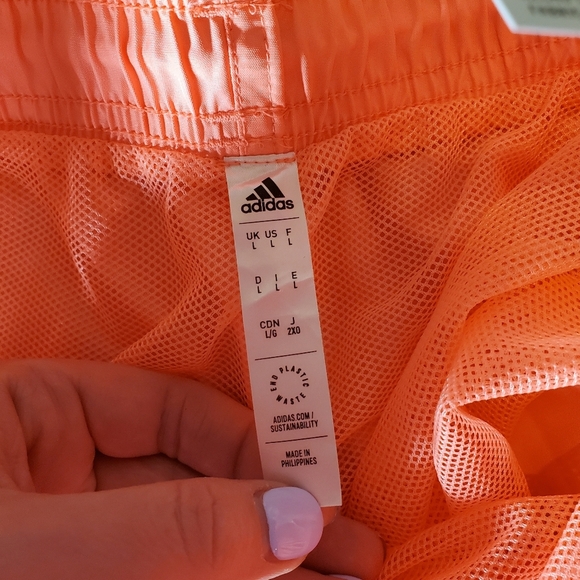 adidas
UK US F
L L L
D I E
L L L
CDN J
L/G 2XO
END PLASTIC WASTE
ADIDAS.COM/
SUSTAINABILITY
MADE IN
PHILIPPINES